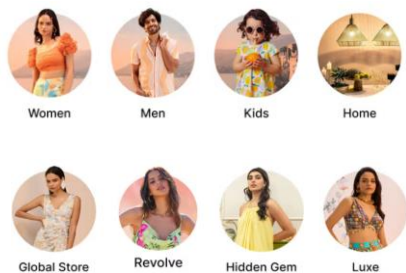 Women
Men
Kids
Home
Global Store
Revolve
Hidden Gem
Luxe